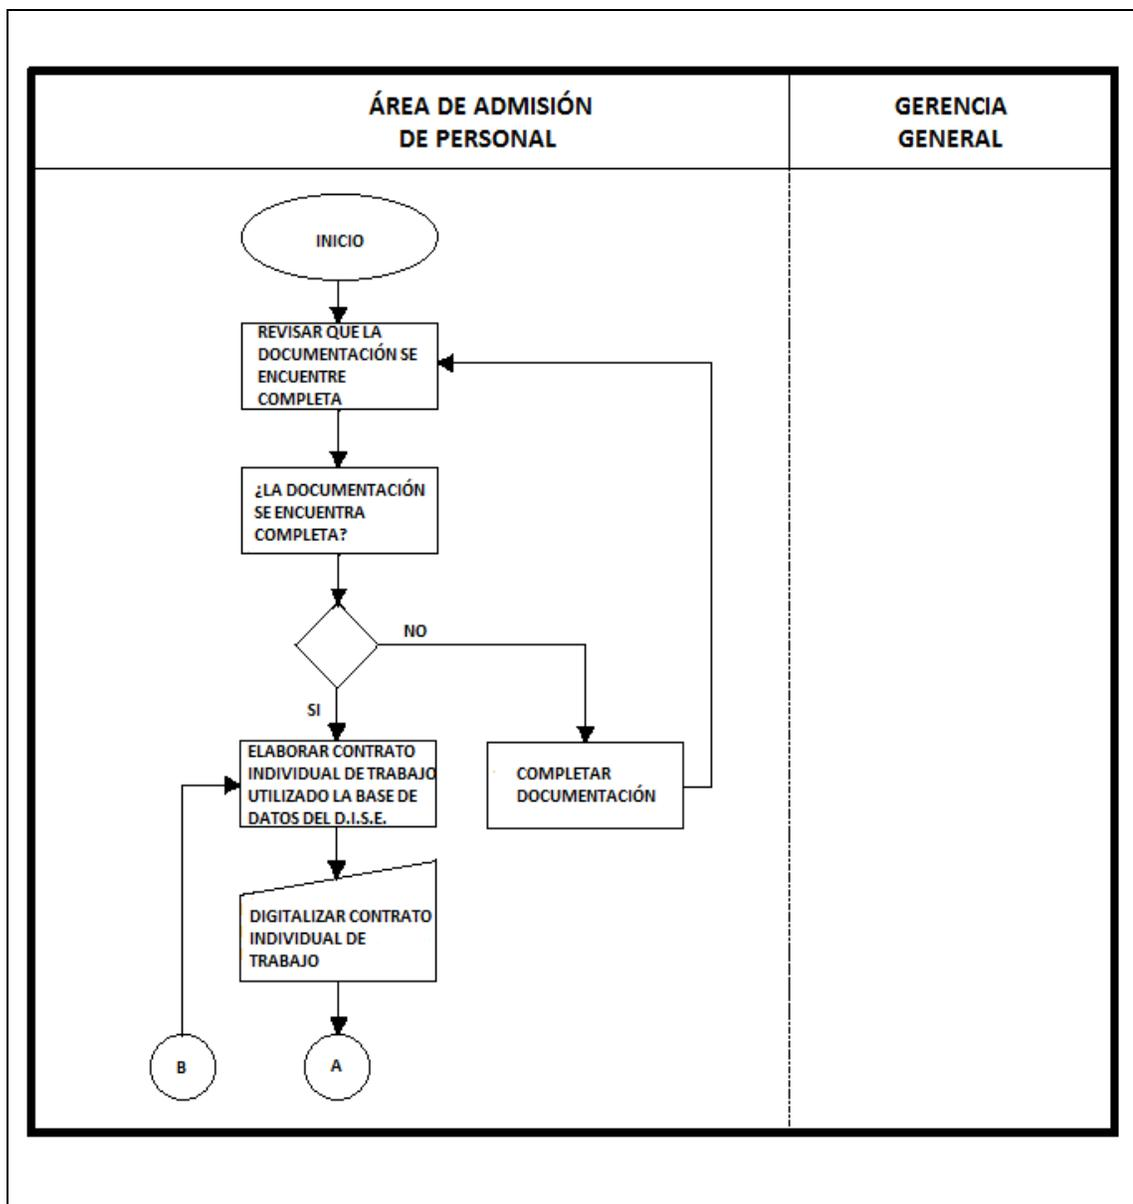 ÁREA DE ADMISIÓN
DE PERSONAL
GERENCIA
GENERAL
INICIO
REVISAR QUE LA
DOCUMENTACIÓN SE
ENCUENTRE
COMPLETA
¿LA DOCUMENTACIÓN
SE ENCUENTRA
COMPLETA?
NO
SI
ELABORAR CONTRATO
INDIVIDUAL DE TRABAJO
UTILIZADO LA BASE DE
DATOS DEL D.I.S.E.
COMPLETAR
DOCUMENTACIÓN
DIGITALIZAR CONTRATO
INDIVIDUAL DE
TRABAJO
B
A